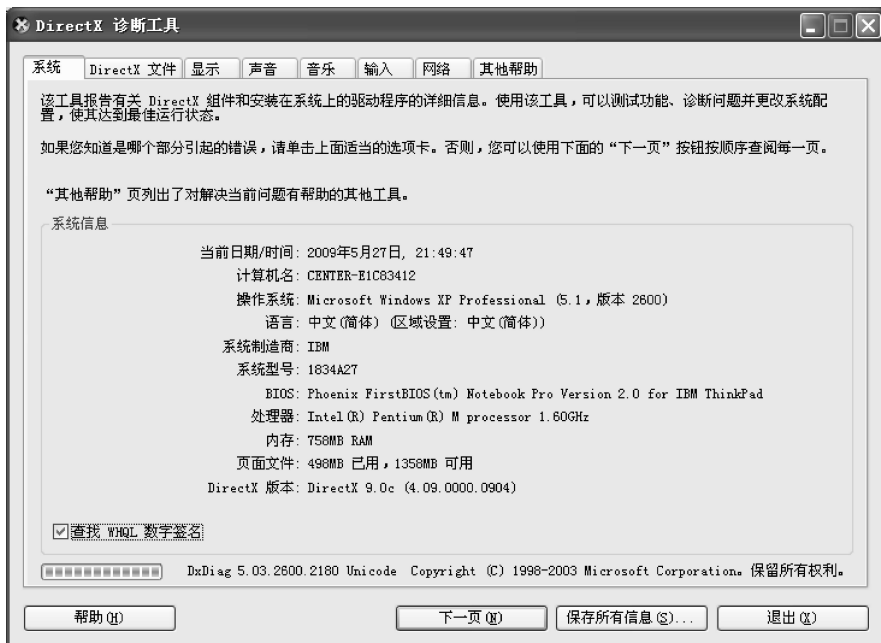 DirectX 诊断工具
系统 DirectX 文件 显示 声音 音乐 输入 网络 其他帮助
该工具报告有关 DirectX 组件和安装在系统上的驱动程序的详细信息。使用该工具，可以测试功能、诊断问题并更改系统配
置，使其达到最佳运行状态。
如果您知道是哪个部分引起的错误，请单击上面适当的选项卡。否则，您可以使用下面的“下一页”按钮按顺序查阅每一页。
“其他帮助”页列出了对解决当前问题有帮助的其他工具。
系统信息
当前日期/时间: 2009年5月27日, 21:49:47
计算机名: CENTER-E1C83412
操作系统: Microsoft Windows XP Professional (5.1，版本 2600)
语言: 中文(简体) (区域设置: 中文(简体))
系统制造商: IBM
系统型号: 1834A27
BIOS: Phoenix FirstBIOS(tm) Notebook Pro Version 2.0 for IBM ThinkPad
处理器: Intel(R) Pentium(R) M processor 1.60GHz
内存: 758MB RAM
页面文件: 498MB 已用，1358MB 可用
DirectX 版本: DirectX 9.0c (4.09.0000.0904)
查找 WHQL 数字签名
DxDiag 5.03.2600.2180 Unicode Copyright (C) 1998-2003 Microsoft Corporation。保留所有权利。
帮助(H) 下一页(N) 保存所有信息(S)... 退出(X)